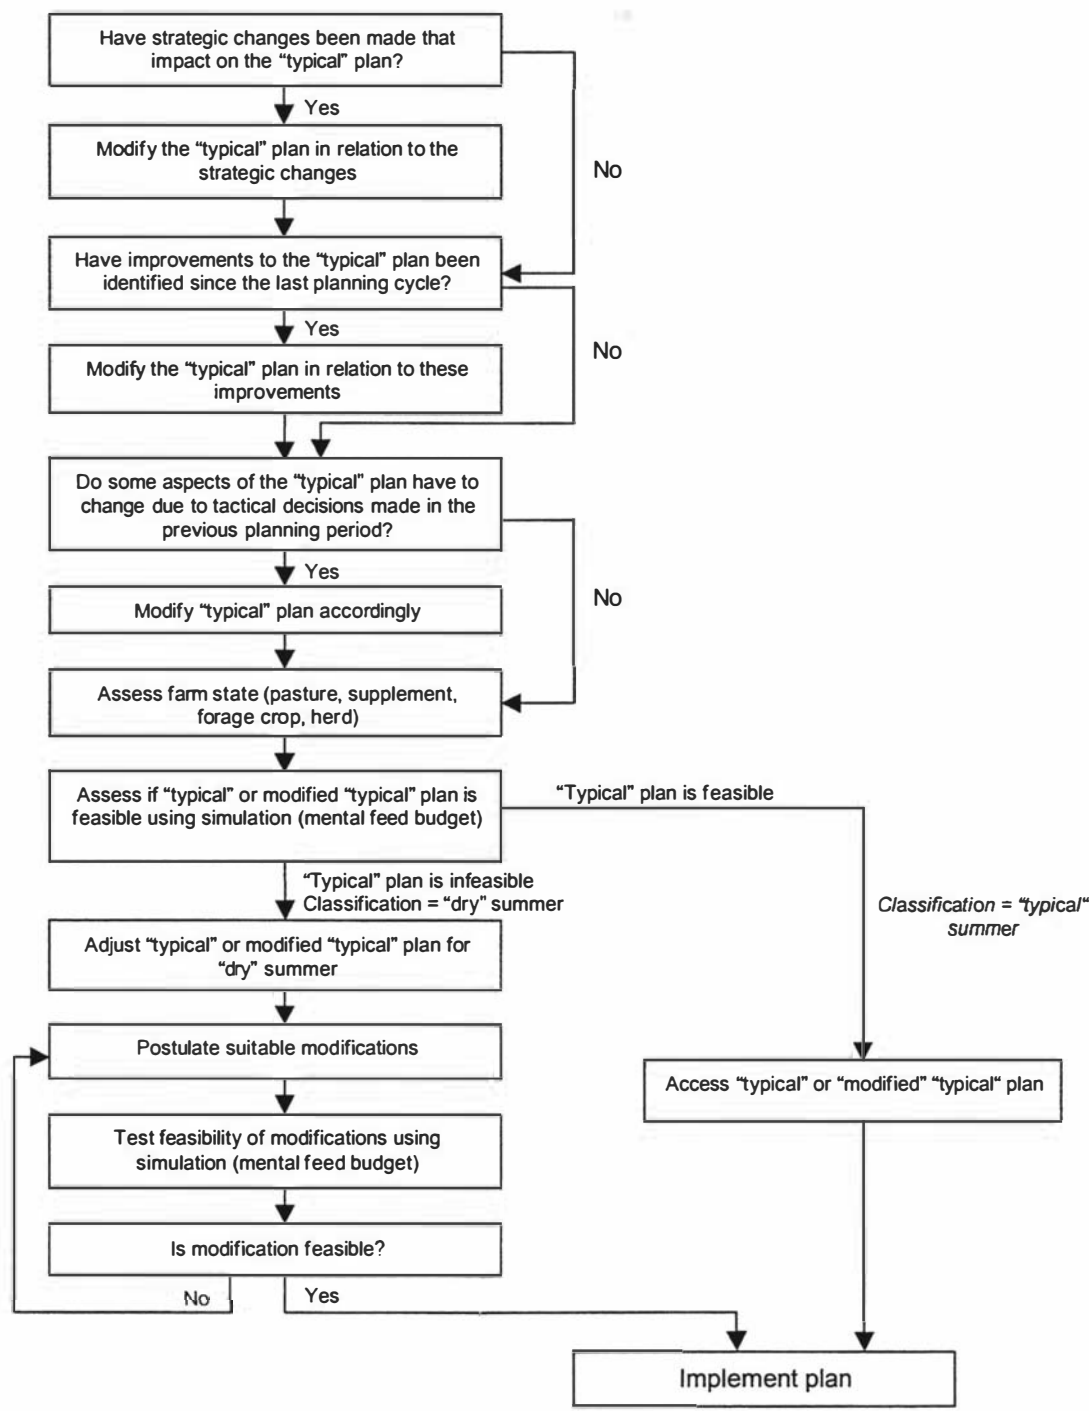 Have strategic changes been made that
impact on the "typical" plan?
Yes
Modify the "typical" plan in relation to the
strategic changes
No
Have improvements to the "typical" plan been
identified since the last planning cycle?
Yes
No
Modify the "typical" plan in relation to these
improvements
Do some aspects of the "typical" plan have to
change due to tactical decisions made in the
previous planning period?
Yes
No
Modify "typical" plan accordingly
Assess farm state (pasture, supplement,
forage crop, herd)
Assess if "typical" or modified "typical" plan is
feasible using simulation (mental feed budget)
"Typical" plan is feasible
"Typical" plan is infeasible
Classification = "dry" summer
Classification = "typical"
summer
Adjust "typical" or modified "typical" plan for
"dry" summer
Postulate suitable modifications
Access "typical" or "modified" "typical" plan
Test feasibility of modifications using
simulation (mental feed budget)
Is modification feasible?
No
Yes
Implement plan